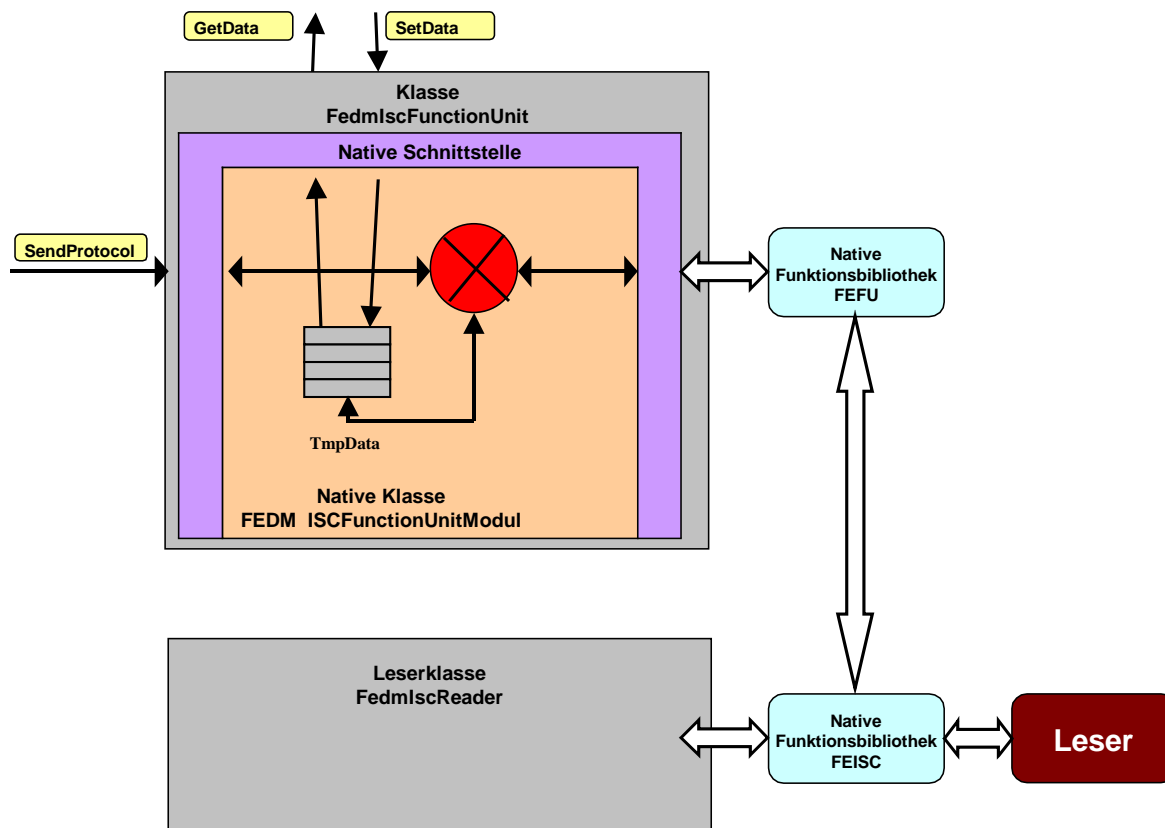 GetData
SetData
Klasse
FedmIscFunctionUnit
Native Schnittstelle
SendProtocol
Native
Funktionsbibliothek
FEFU
TmpData
Native Klasse
FEDM ISCFunctionUnitModul
Leserklasse
FedmIscReader
Native
Funktionsbibliothek
FEISC
Leser